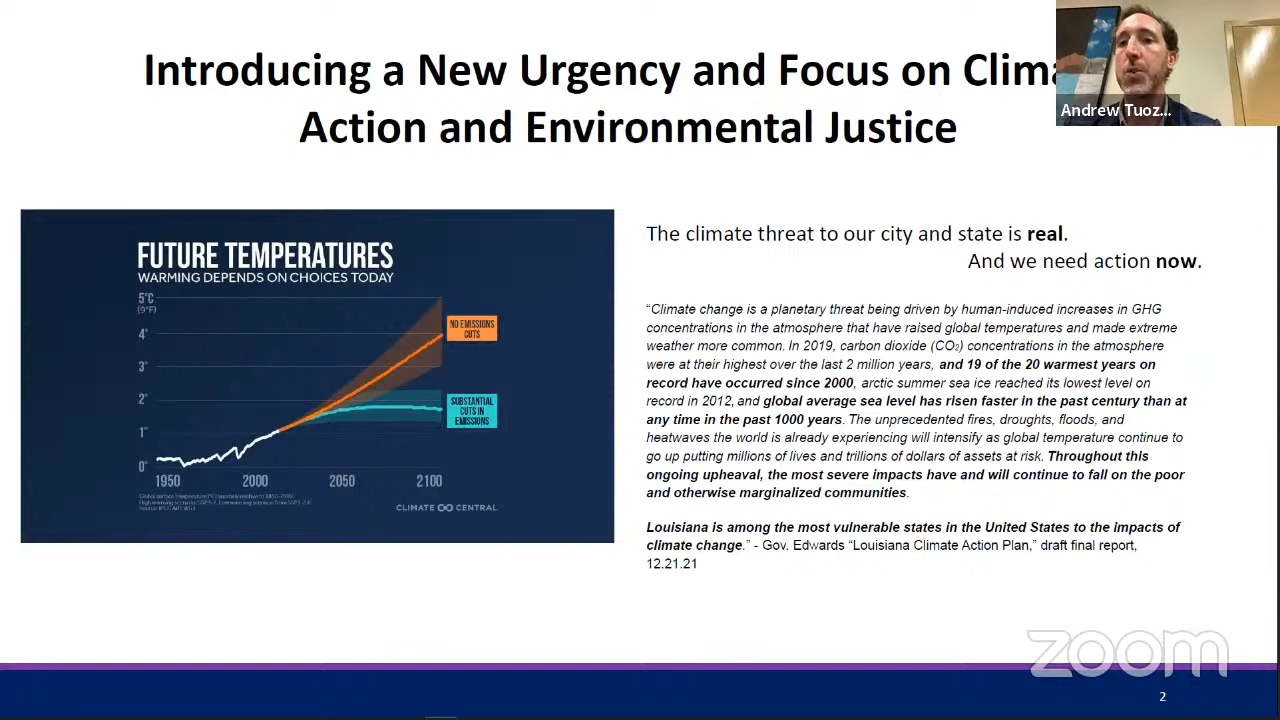 Introducing a New Urgency and Focus on Clima
Action and Environmental Justice
Andrew Tuoz...
FUTURE TEMPERATURES
WARMING DEPENDS ON CHOICES TODAY
5°C
(9°F)
4°
3°
2°
1°
0°
NO EMISSIONS
CUTS
SUBSTANTIAL
CUTS IN
EMISSIONS
1950 2000 2050 2100
CLIMATE CENTRAL
The climate threat to our city and state is real.
And we need action now.
“Climate change is a planetary threat being driven by human-induced increases in GHG
concentrations in the atmosphere that have raised global temperatures and made extreme
weather more common. In 2019, carbon dioxide (CO2) concentrations in the atmosphere
were at their highest over the last 2 million years, and 19 of the 20 warmest years on
record have occurred since 2000, arctic summer sea ice reached its lowest level on
record in 2012, and global average sea level has risen faster in the past century than at
any time in the past 1000 years. The unprecedented fires, droughts, floods, and
heatwaves the world is already experiencing will intensify as global temperature continue to
go up putting millions of lives and trillions of dollars of assets at risk. Throughout this
ongoing upheaval, the most severe impacts have and will continue to fall on the poor
and otherwise marginalized communities.
Louisiana is among the most vulnerable states in the United States to the impacts of
climate change.” - Gov. Edwards “Louisiana Climate Action Plan,” draft final report,
12.21.21
zoom
2